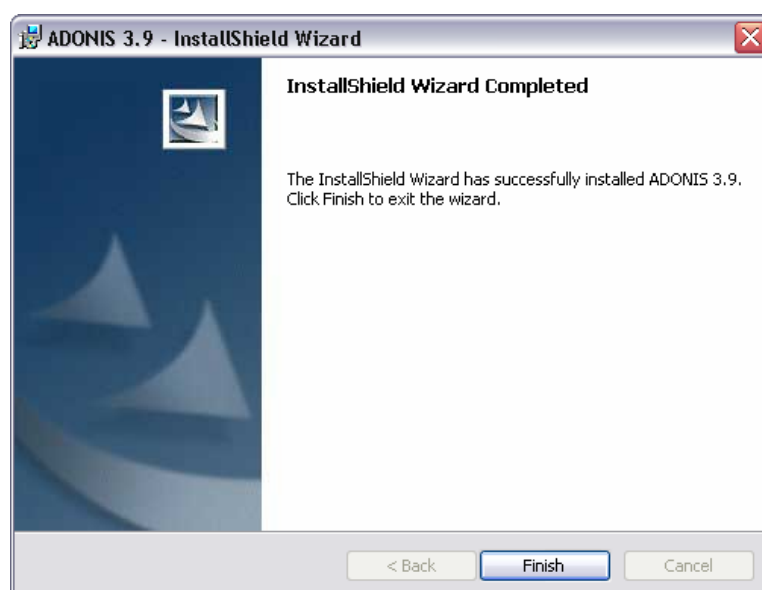 ADONIS 3.9 - InstallShield Wizard
InstallShield Wizard Completed
The InstallShield Wizard has successfully installed ADONIS 3.9.
Click Finish to exit the wizard.
< Back
Finish
Cancel